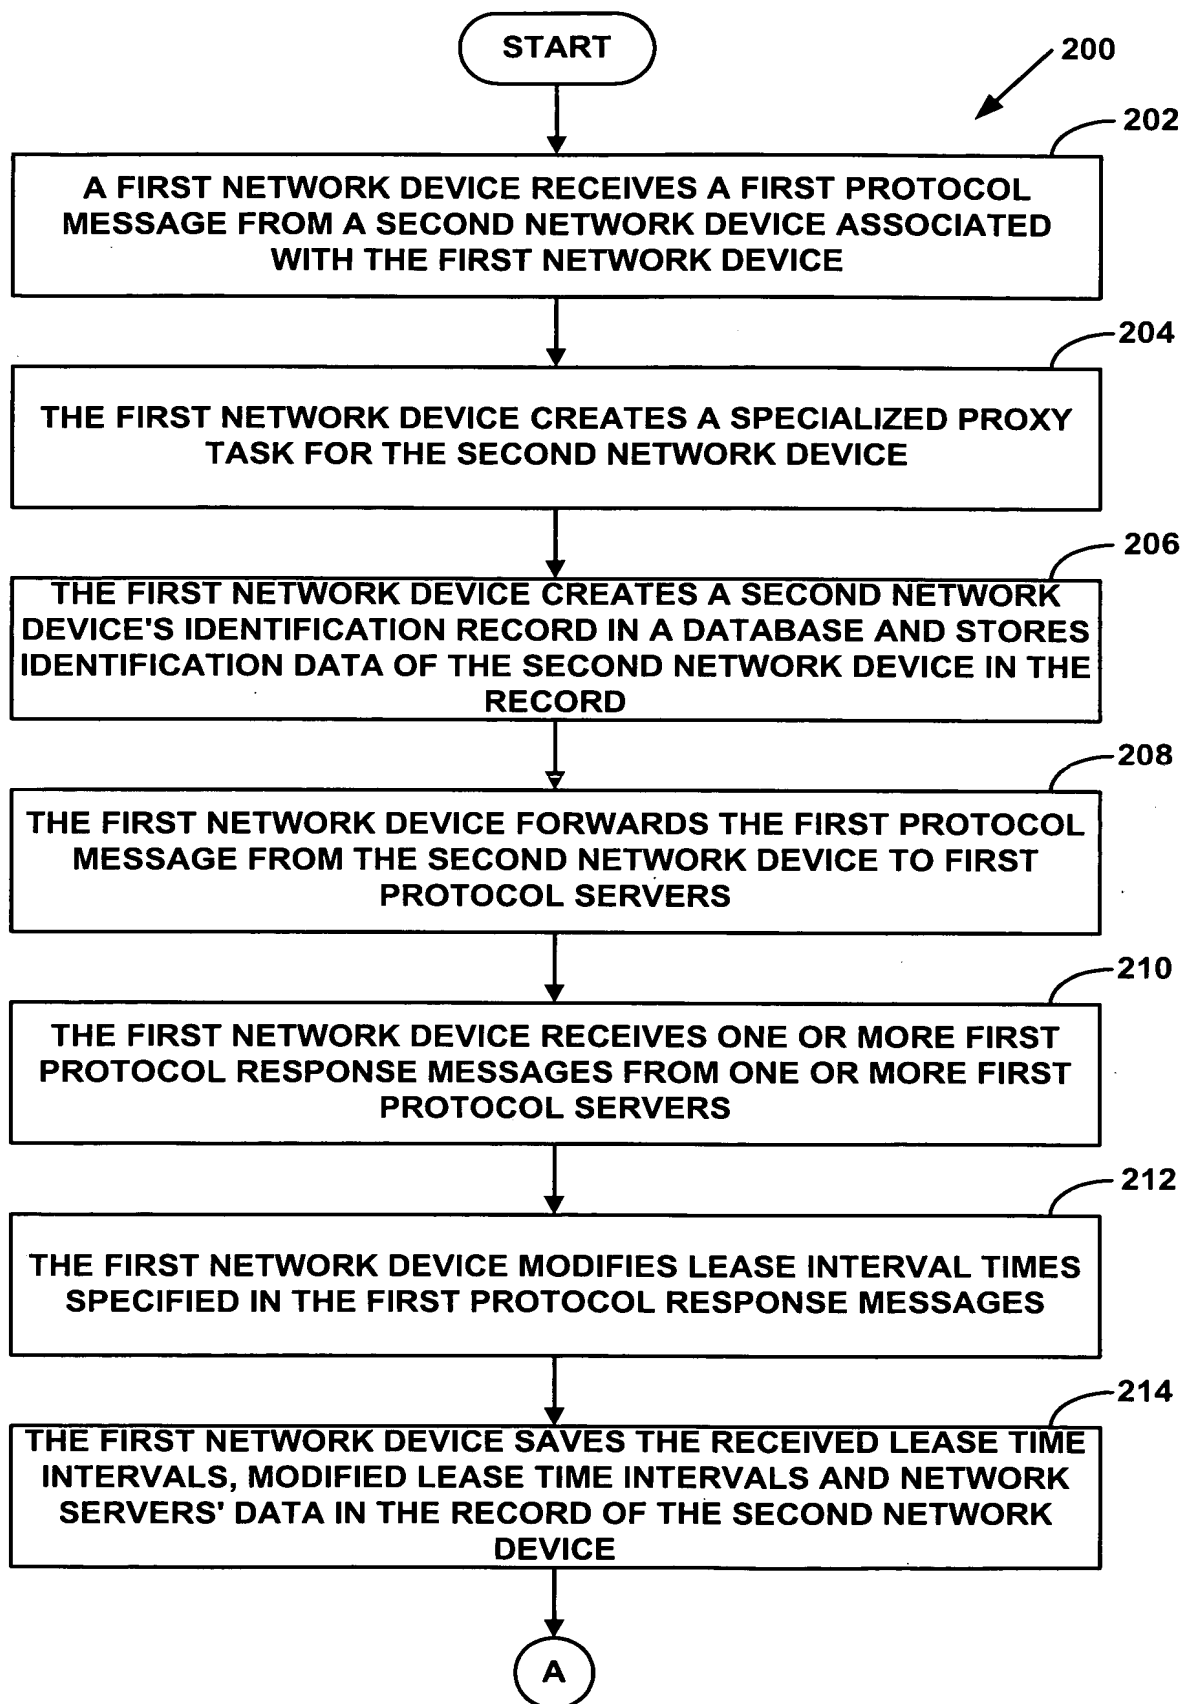 START
200
202
A FIRST NETWORK DEVICE RECEIVES A FIRST PROTOCOL
MESSAGE FROM A SECOND NETWORK DEVICE ASSOCIATED
WITH THE FIRST NETWORK DEVICE
204
THE FIRST NETWORK DEVICE CREATES A SPECIALIZED PROXY
TASK FOR THE SECOND NETWORK DEVICE
206
THE FIRST NETWORK DEVICE CREATES A SECOND NETWORK
DEVICE'S IDENTIFICATION RECORD IN A DATABASE AND STORES
IDENTIFICATION DATA OF THE SECOND NETWORK DEVICE IN THE
RECORD
208
THE FIRST NETWORK DEVICE FORWARDS THE FIRST PROTOCOL
MESSAGE FROM THE SECOND NETWORK DEVICE TO FIRST
PROTOCOL SERVERS
210
THE FIRST NETWORK DEVICE RECEIVES ONE OR MORE FIRST
PROTOCOL RESPONSE MESSAGES FROM ONE OR MORE FIRST
PROTOCOL SERVERS
212
THE FIRST NETWORK DEVICE MODIFIES LEASE INTERVAL TIMES
SPECIFIED IN THE FIRST PROTOCOL RESPONSE MESSAGES
214
THE FIRST NETWORK DEVICE SAVES THE RECEIVED LEASE TIME
INTERVALS, MODIFIED LEASE TIME INTERVALS AND NETWORK
SERVERS' DATA IN THE RECORD OF THE SECOND NETWORK
DEVICE
A